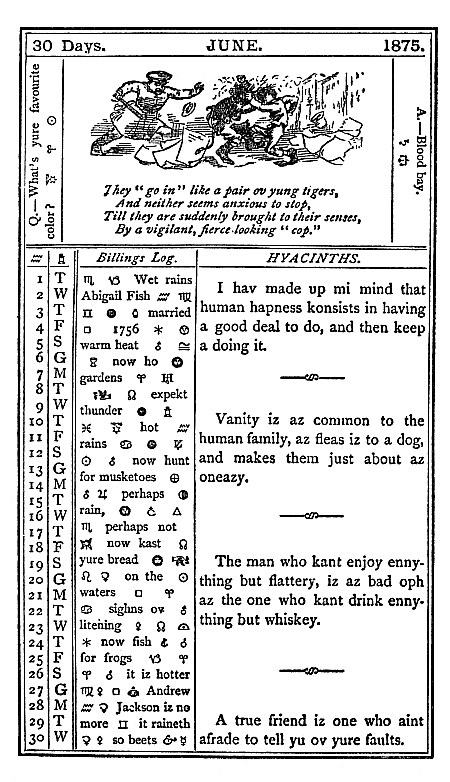 30 Days. JUNE. 1875.
Q.—What's yure favourite
color?
They "go in" like a pair ov yung tigers,
And neither seems anxious to stop,
Till they are suddenly brought to their senses,
By a vigilant, fierce-looking "cop."
A.—Blood bay.
Billings Log.
1 T ♏ ♑ Wet rains
2 W Abigail Fish ♒ ♍
3 T married
4 F □ 1756 *
5 S warm heat
6 G now ho
7 M gardens ♈
8 T ♌ expekt
9 W thunder
10 T ♓ hot ♒
11 F rains ♋
12 S ☉ now hunt
13 G for musketoes ⊕
14 M ♃ perhaps
15 T rain, △
16 W ♏ perhaps not
17 T now kast ♌
18 F yure bread
19 S ♌ ♀ on the ☉
20 G waters □ ♈
21 M ♋ sighns ov
22 T litening ♀ ♌
23 W * now fish
24 T for frogs ♑ ♈
25 F ♈ it iz hotter
26 S ♍ □ Andrew
27 G ♒ ♀ Jackson iz no
28 M more ♊ it raineth
29 T ♀ so beets
30 W
HYACINTHS.
I hav made up mi mind that
human hapness konsists in having
a good deal to do, and then keep
a doing it.
Vanity iz az common to the
human family, az fleas iz to a dog,
and makes them just about az
oneazy.
The man who kant enjoy enny-
thing but flattery, iz az bad oph
az the one who kant drink enny-
thing but whiskey.
A true friend iz one who aint
afrade to tell yu ov yure faults.